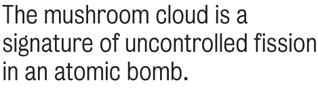 The mushroom cloud is a
signature of uncontrolled fission
in an atomic bomb.